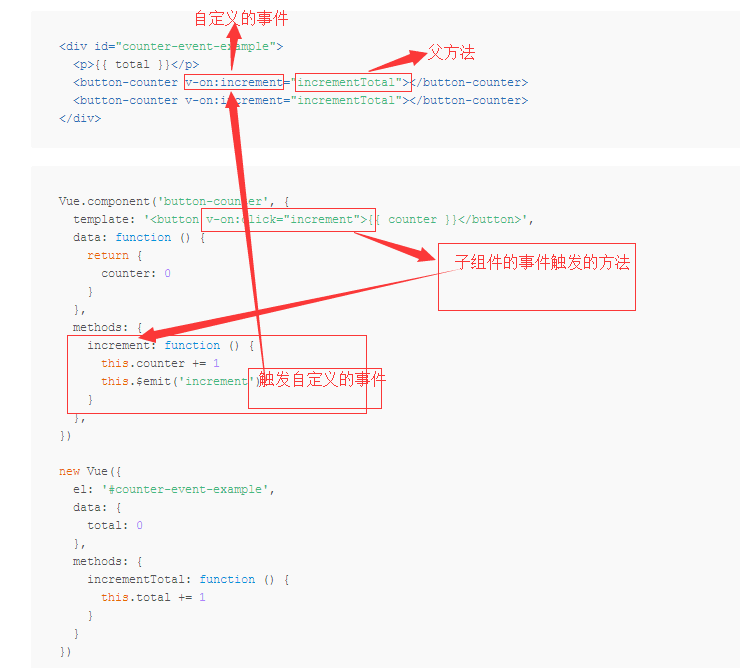 自定义的事件
<div id="counter-event-example">
父方法
<p>{{ total }}</p>
<button-counter v-on:increment="incrementTotal"></button-counter>
<button-counter v-on:increment="incrementTotal"></button-counter>
</div>
Vue.component('button-counter', {
template: '<button v-on:click="increment">{{ counter }}</button>',
data: function () {
return {
子组件的事件触发的方法
counter: 0
}
},
methods: {
increment: function () {
this.counter += 1
this.$emit('increment')
触发自定义的事件
}
},
})
new Vue({
el: '#counter-event-example',
data: {
total: 0
},
methods: {
incrementTotal: function () {
this.total += 1
}
}
})